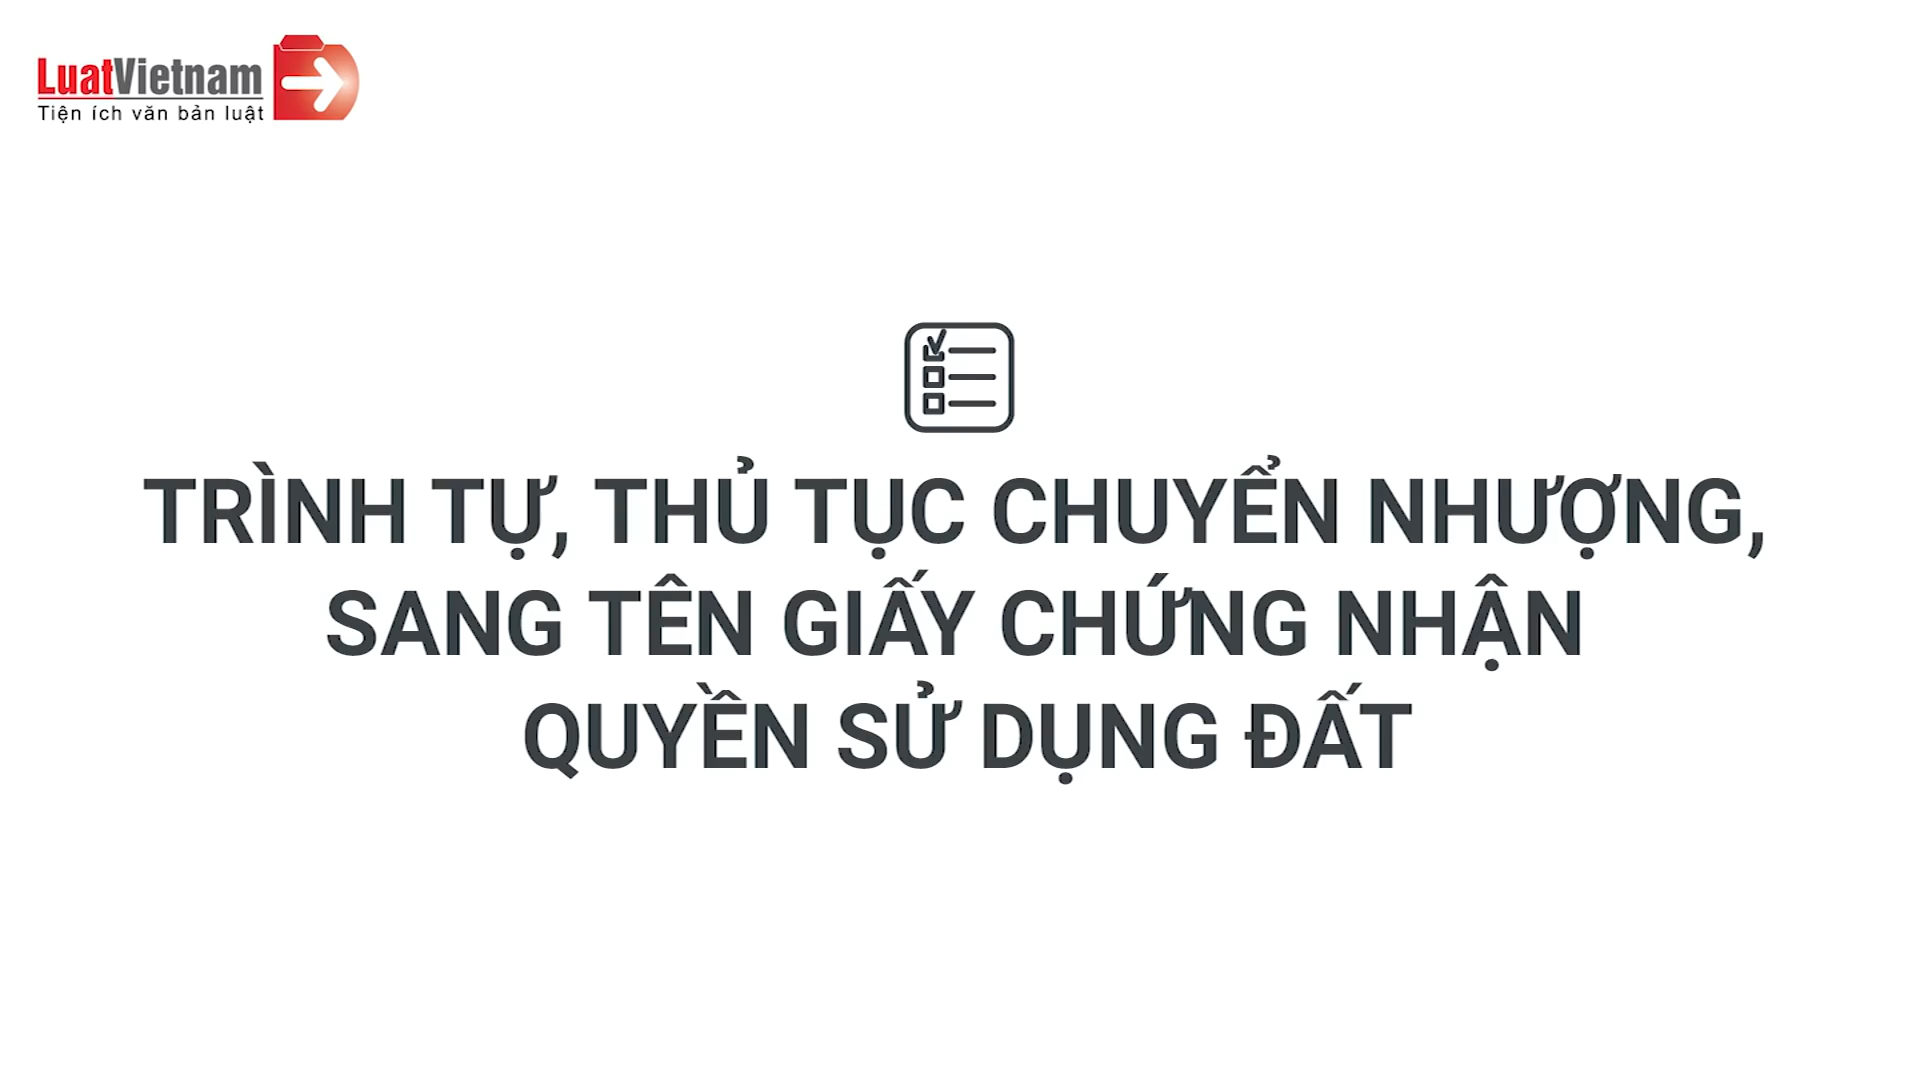 LuatVietnam
Tiện ích văn bản luật
TRÌNH TỰ, THỦ TỤC CHUYỂN NHƯỢNG,
SANG TÊN GIẤY CHỨNG NHẬN
QUYỀN SỬ DỤNG ĐẤT